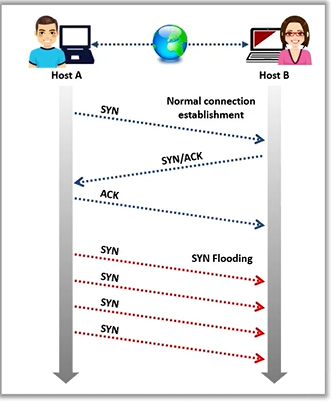 Host A
Host B
SYN
Normal connection
establishment
SYN/ACK
ACK
SYN
SYN Flooding
SYN
SYN
SYN